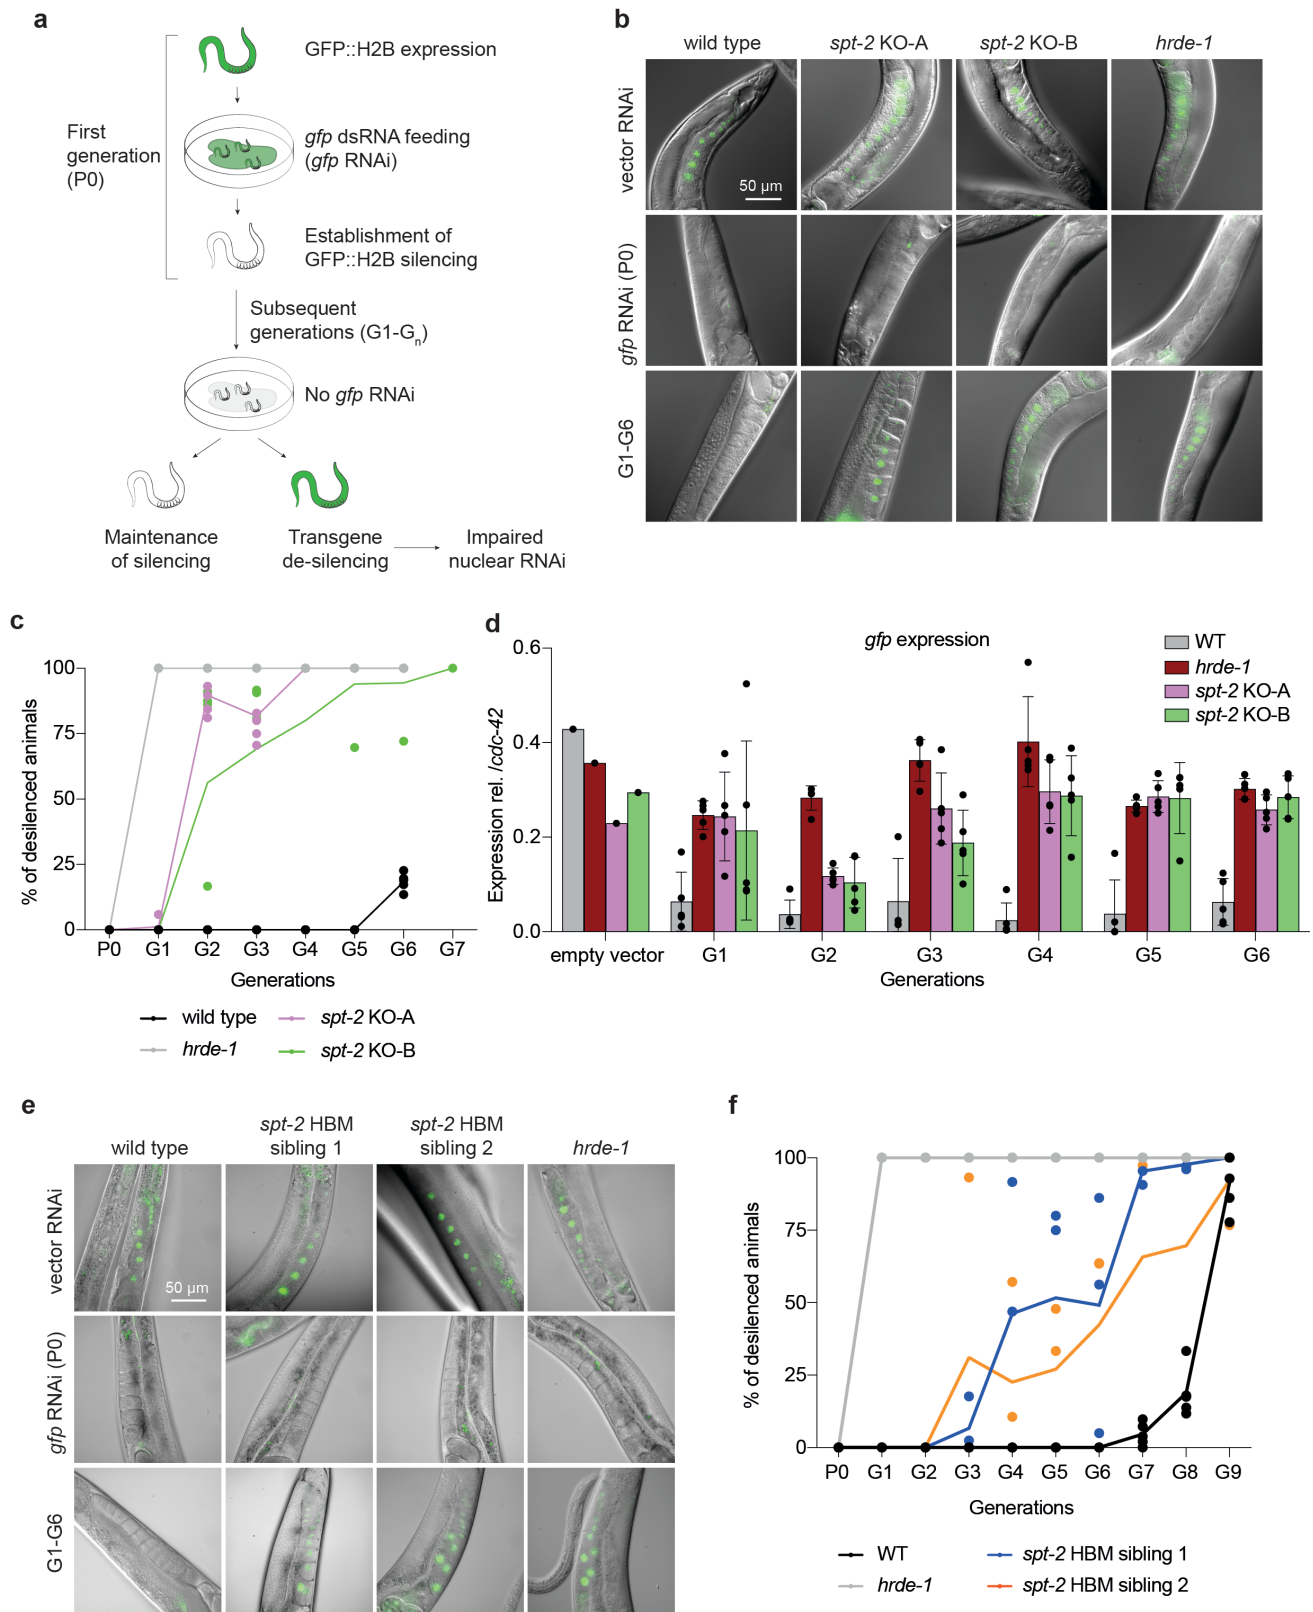 a
GFP::H2B expression
First
generation
(P0)
gfp dsRNA feeding
(gfp RNAi)
Establishment of
GFP::H2B silencing
Subsequent
generations (G1-Gn)
No gfp RNAi
Maintenance
of silencing
Transgene
de-silencing
Impaired
nuclear RNAi
b
wild type
spt-2 KO-A
spt-2 KO-B
hrde-1
vector RNAi
50 µm
gfp RNAi (P0)
G1-G6
c
% of desilenced animals
100
75
50
25
0
P0 G1 G2 G3 G4 G5 G6 G7
Generations
wild type
spt-2 KO-A
hrde-1
spt-2 KO-B
d
gfp expression
WT
hrde-1
spt-2 KO-A
spt-2 KO-B
Expression rel. /cdc-42
0.6
0.4
0.2
0.0
empty vector G1 G2 G3 G4 G5 G6
Generations
e
wild type
spt-2 HBM
sibling 1
spt-2 HBM
sibling 2
hrde-1
vector RNAi
50 µm
gfp RNAi (P0)
G1-G6
f
% of desilenced animals
100
75
50
25
0
P0 G1 G2 G3 G4 G5 G6 G7 G8 G9
Generations
WT
spt-2 HBM sibling 1
hrde-1
spt-2 HBM sibling 2